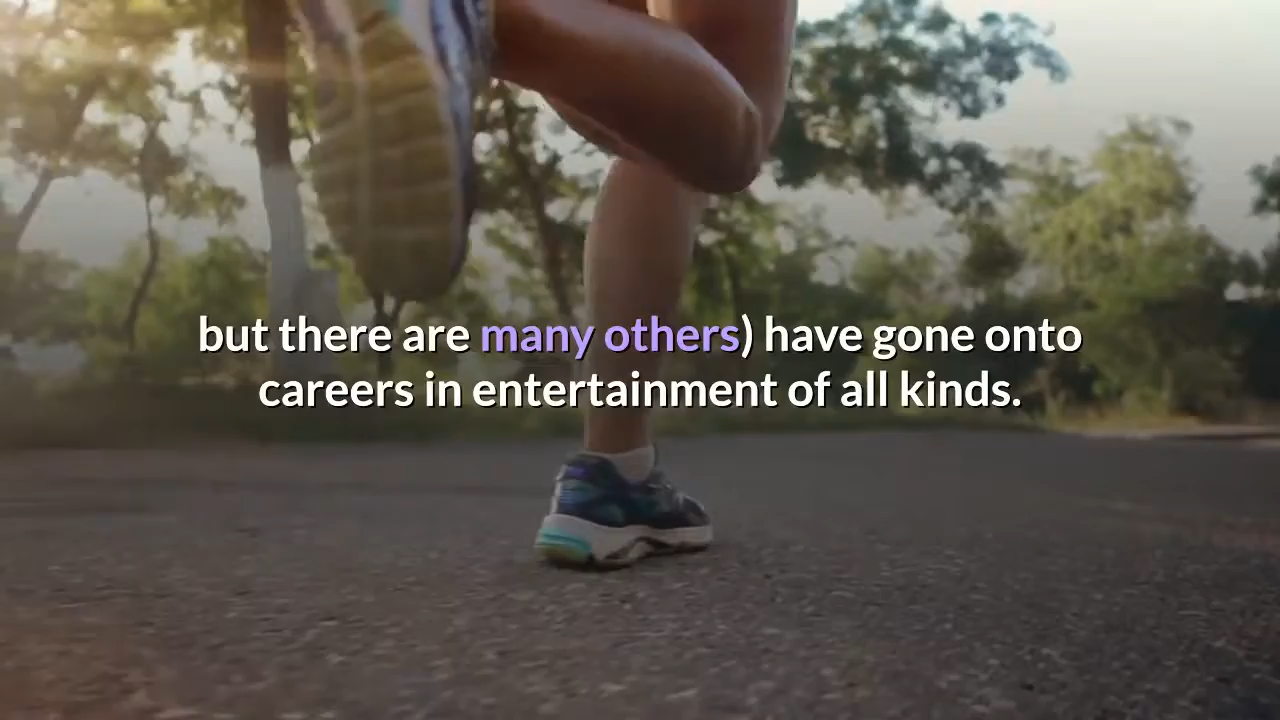 but there are many others) have gone onto
careers in entertainment of all kinds.